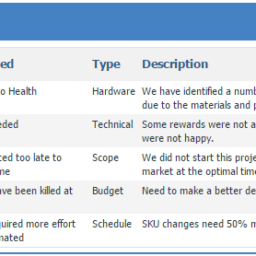 ed Type Description
o Health Hardware We have identified a numb
due to the materials and p
eded Technical Some rewards were not a
were not happy.
ced too late to Scope We did not start this proje
me market at the optimal time
ave been killed at Budget Need to make a better de
quired more effort Schedule SKU changes need 50% m
mated